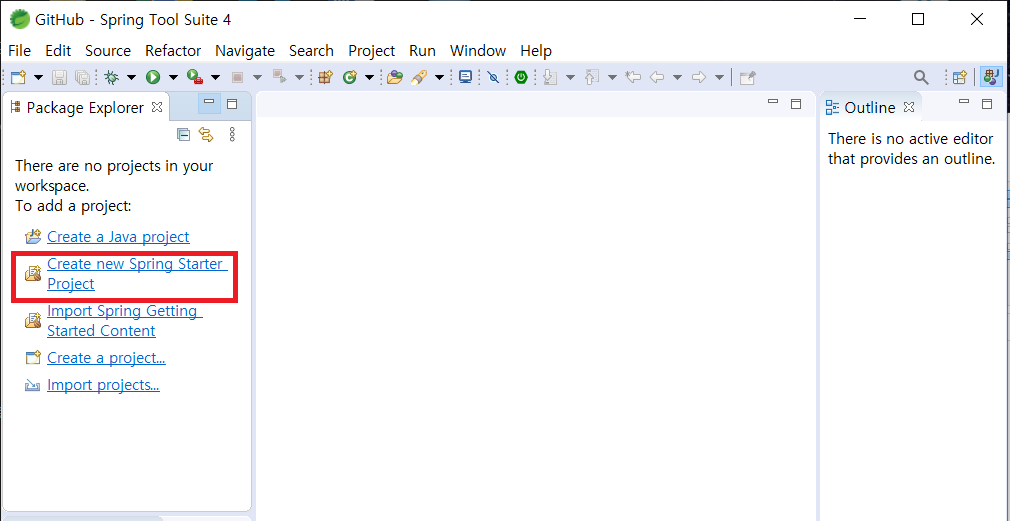 GitHub - Spring Tool Suite 4
File Edit Source Refactor Navigate Search Project Run Window Help
Package Explorer
There are no projects in your
workspace.
To add a project:
Create a Java project
Create new Spring Starter
Project
Import Spring Getting
Started Content
Create a project...
Import projects...
Outline
There is no active editor
that provides an outline.